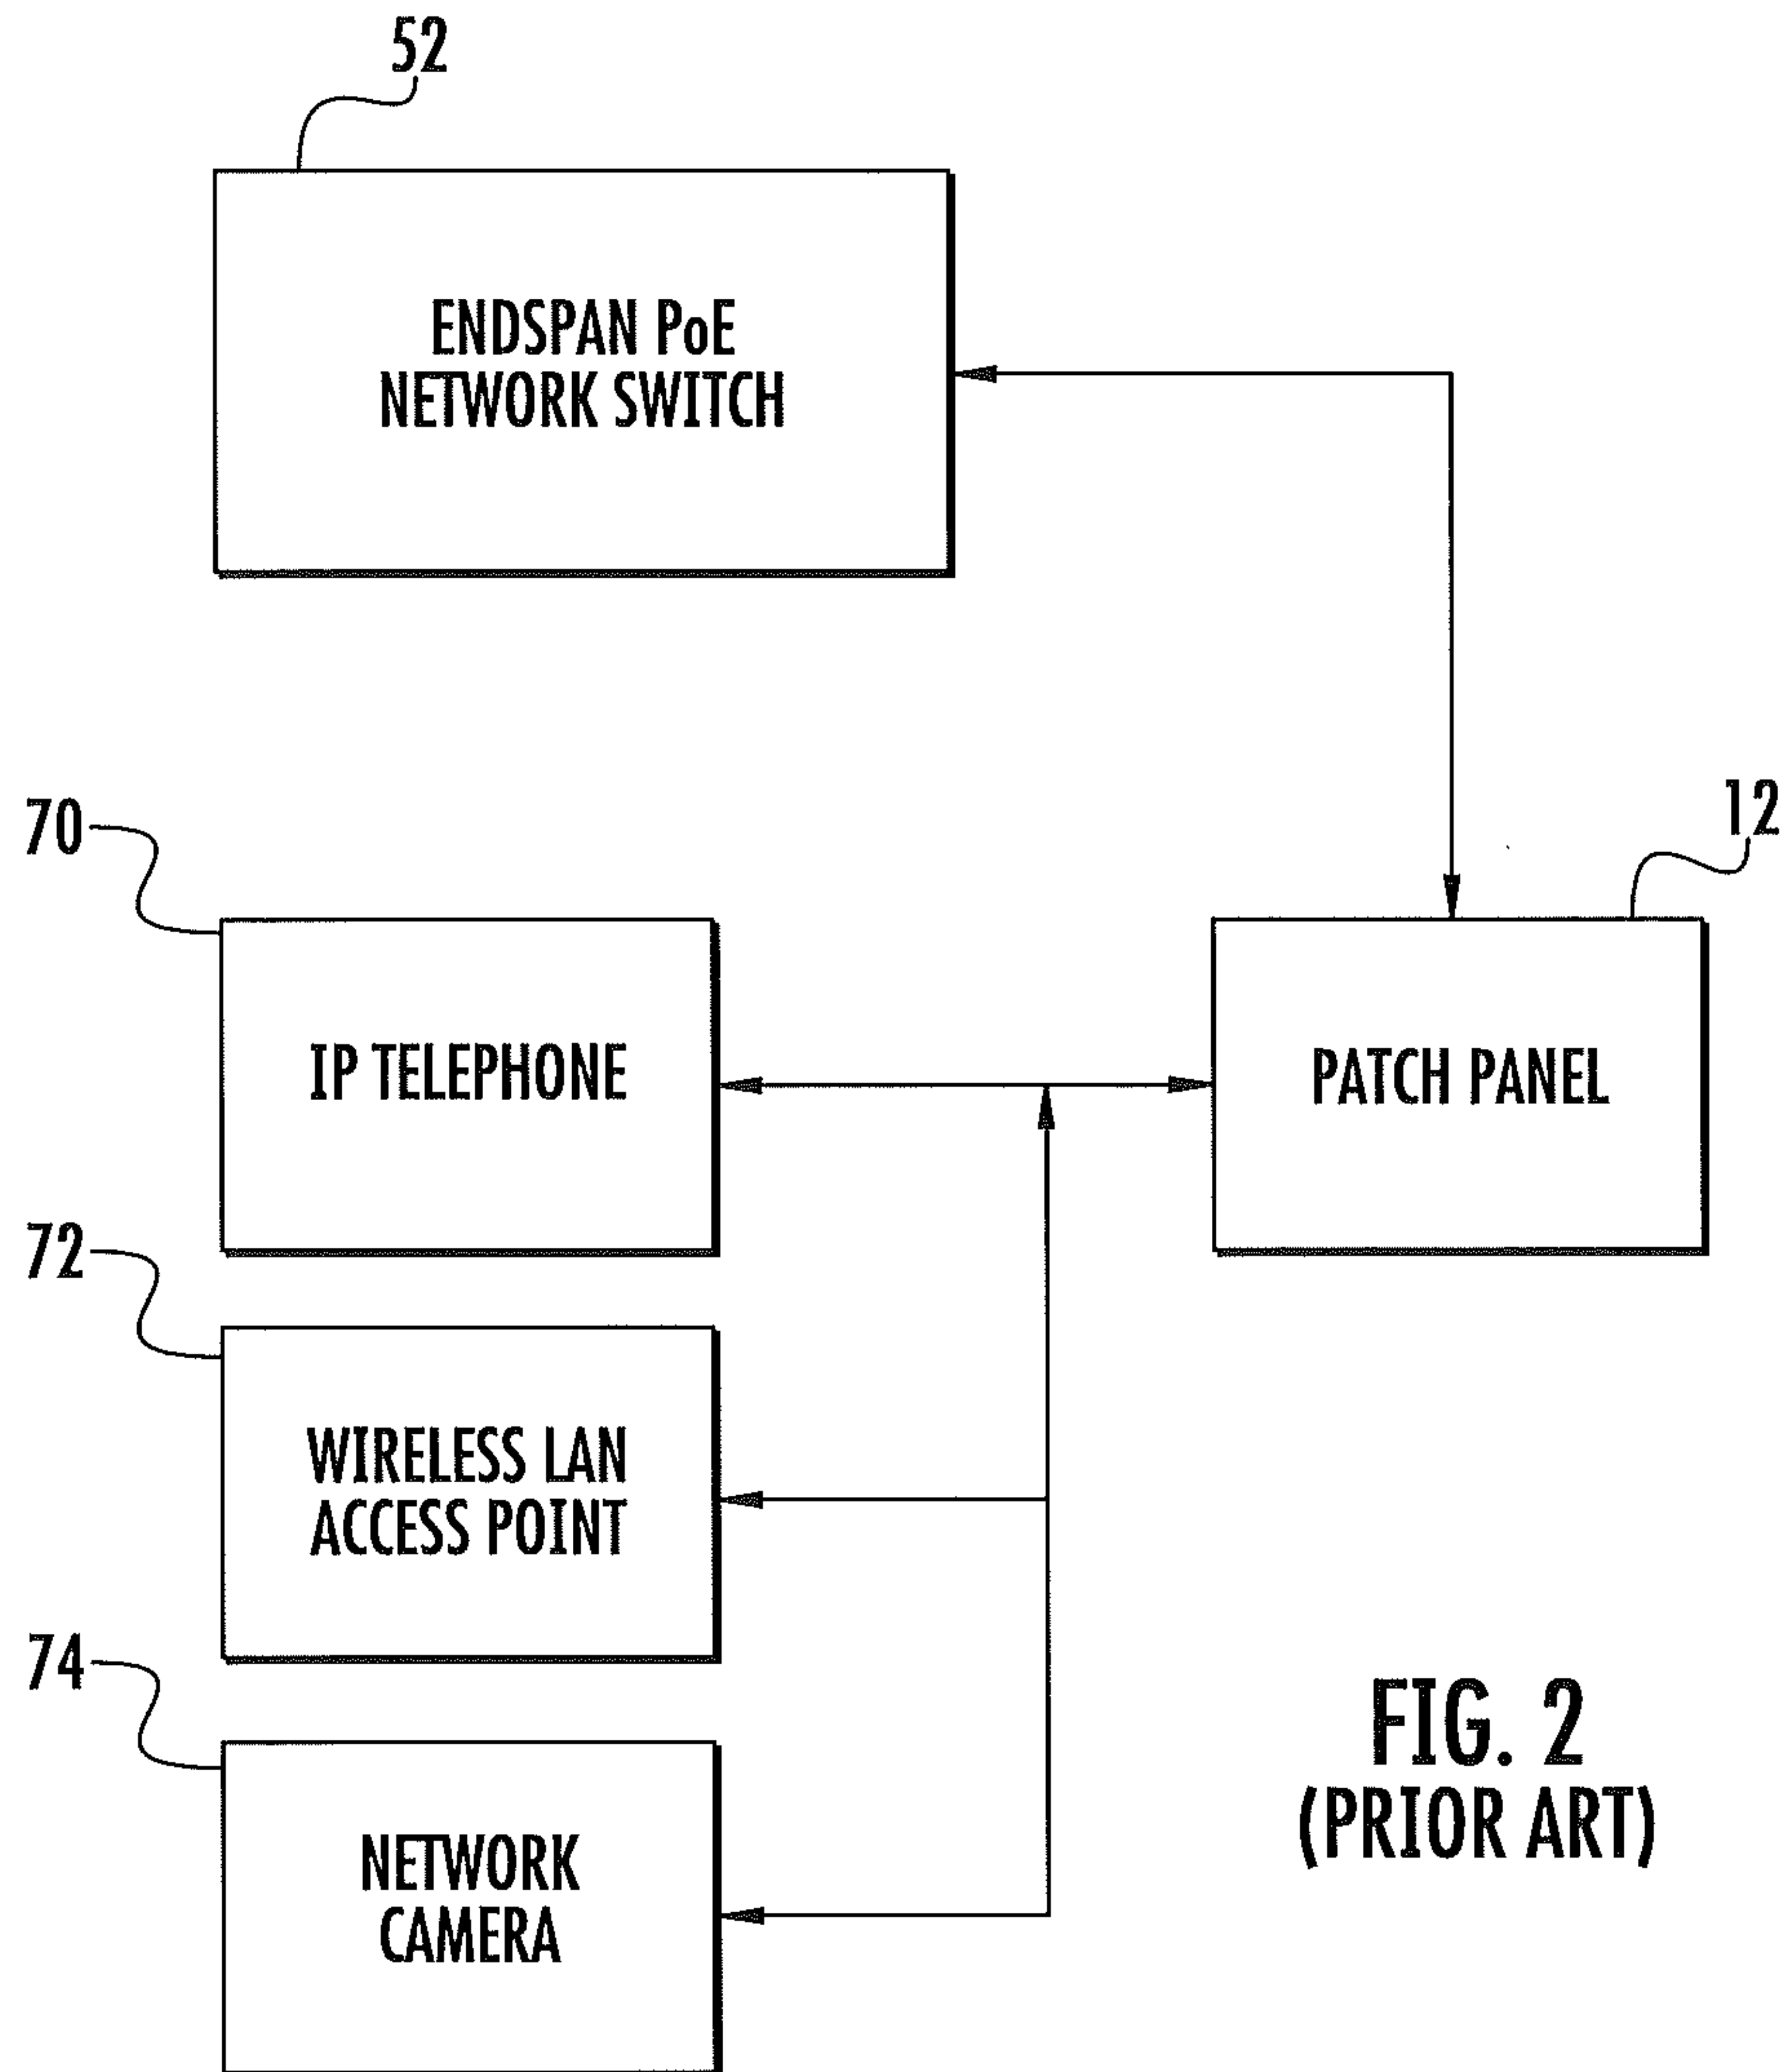 52
ENDSPAN PoE
NETWORK SWITCH
70
12
IP TELEPHONE
PATCH PANEL
72
WIRELESS LAN
ACCESS POINT
74
NETWORK
CAMERA
FIG. 2
(PRIOR ART)